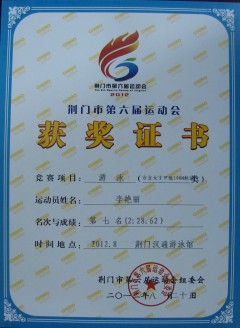 荆门市第六届运动会
2012
荆门市第六届运动会
获奖证书
竞赛项目： 游 泳 类）
运动员姓名： 李艳丽
名次与成绩： 第七名(2:28.62)
时间地点： 2012.8 荆门汉通游泳馆
荆门市第六届运动会组委会
二〇一二年八月二十日